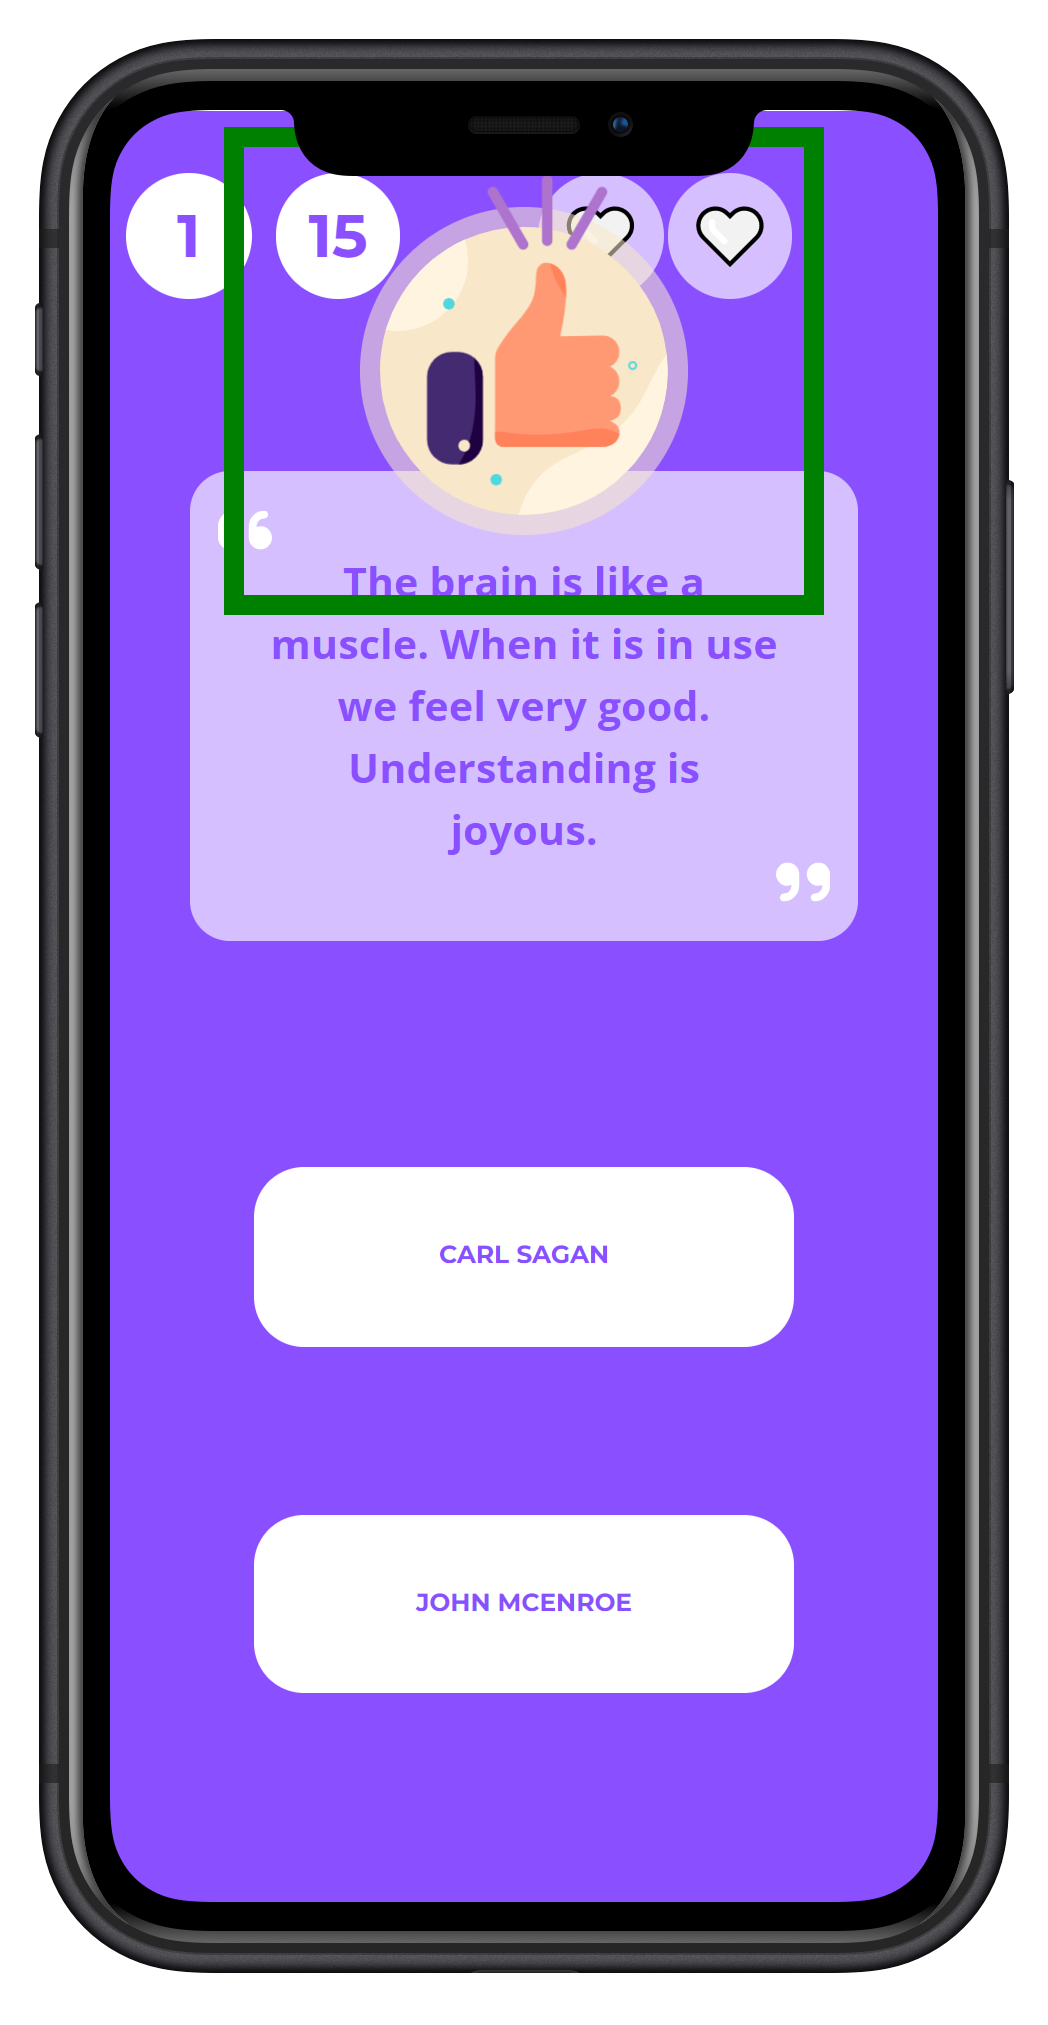 1 15
“
The brain is like a
muscle. When it is in use
we feel very good.
Understanding is
joyous.
”
CARL SAGAN
JOHN MCENROE